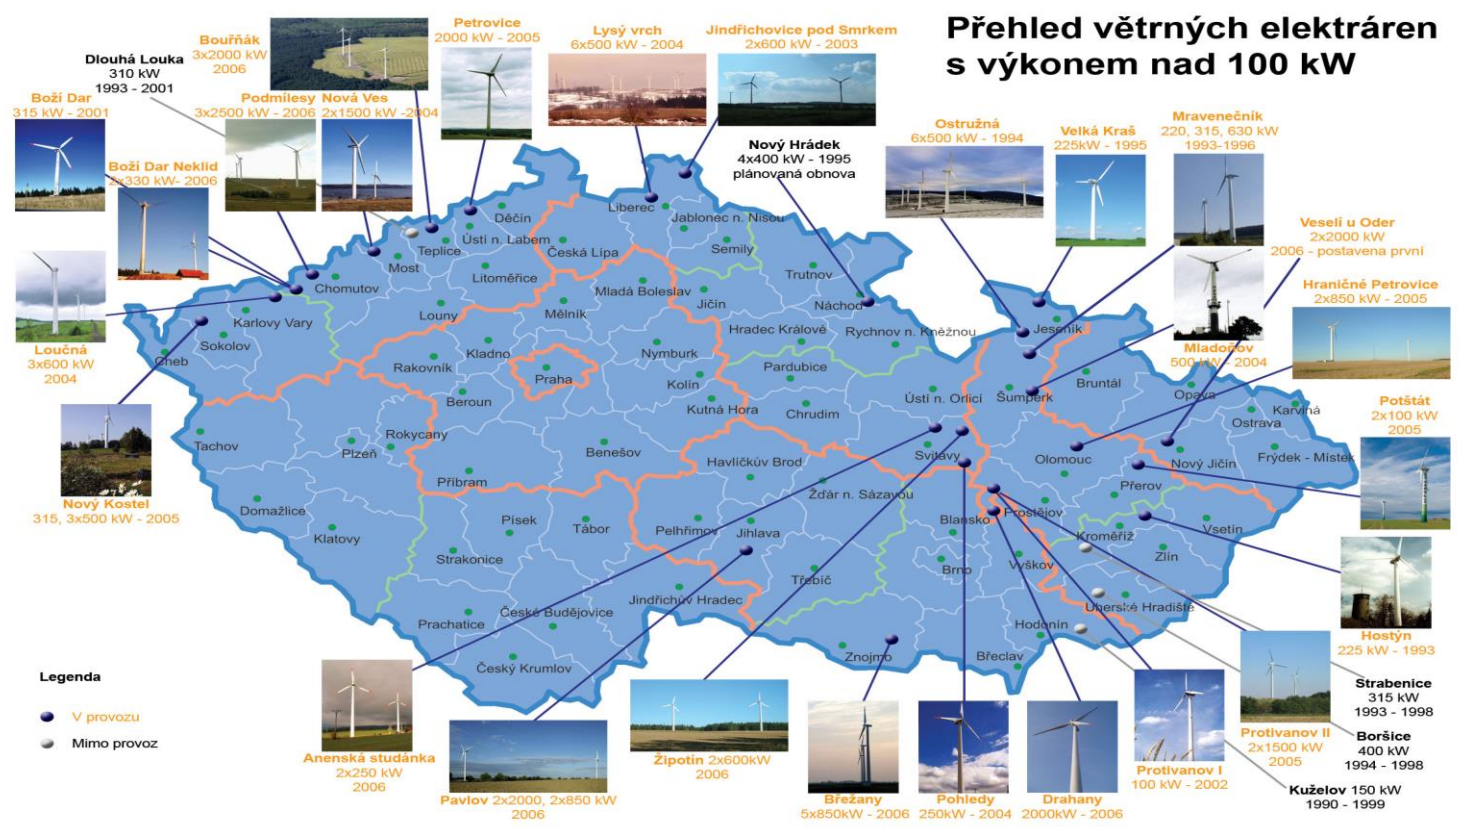 Přehled větrných elektráren
s výkonem nad 100 kW
Dlouhá Louka
310 kW
1993 - 2001
Bouřňák
3x2000 kW
2006
Petrovice
2000 kW - 2005
Lysý vrch
6x500 kW - 2004
Jindřichovice pod Smrkem
2x600 kW - 2003
Boží Dar
315 kW - 2001
Podmilesy
3x2500 kW - 2006
Nová Ves
2x1500 kW -2004
Boží Dar Neklid
2x330 kW- 2006
Nový Hrádek
4x400 kW - 1995
plánovaná obnova
Ostružná
6x500 kW - 1994
Velká Kraš
225kW - 1995
Mravenečník
220, 315, 630 kW
1993-1996
Veselí u Oder
2x2000 kW
2006 - postavena první
Hraničné Petrovice
2x850 kW - 2005
Mladoňov
500 kW - 2004
Potštát
2x100 kW
2005
Loučná
3x600 kW
2004
Nový Kostel
315, 3x500 kW - 2005
Děčín
Ústí n. Labem
Teplice
Most
Litoměřice
Chomutov
Louny
Karlovy Vary
Sokolov
Cheb
Liberec
Jablonec n. Nisou
Semily
Česká Lípa
Mladá Boleslav
Mělník
Jičín
Trutnov
Náchod
Hradec Králové
Rychnov n. Kněžnou
Rakovník
Kladno
Praha
Nymburk
Kolín
Beroun
Kutná Hora
Pardubice
Chrudim
Ústí n. Orlicí
Svitavy
Jeseník
Šumperk
Bruntál
Opava
Karviná
Ostrava
Frýdek - Místek
Nový Jičín
Olomouc
Přerov
Tachov
Plzeň
Rokycany
Příbram
Benešov
Havlíčkův Brod
Žďár n. Sázavou
Domažlice
Klatovy
Písek
Tábor
Strakonice
Pelhřimov
Jihlava
Třebíč
Blansko
Prostějov
Kroměříž
Vsetín
Zlín
Vyškov
Brno
Uherské Hradiště
Hodonín
Břeclav
Znojmo
Jindřichův Hradec
České Budějovice
Prachatice
Český Krumlov
Hostýn
225 kW - 1993
Strabenice
315 kW
1993 - 1998
Boršice
400 kW
1994 - 1998
Kuželov 150 kW
1990 - 1999
Protivanov II
2x1500 kW
2005
Protivanov I
100 kW - 2002
Drahany
2000kW - 2006
Pohledy
250kW - 2004
Břežany
5x850kW - 2006
Žipotín 2x600kW
2006
Pavlov 2x2000, 2x850 kW
2006
Anenská studánka
2x250 kW
2006
Legenda
V provozu
Mimo provoz